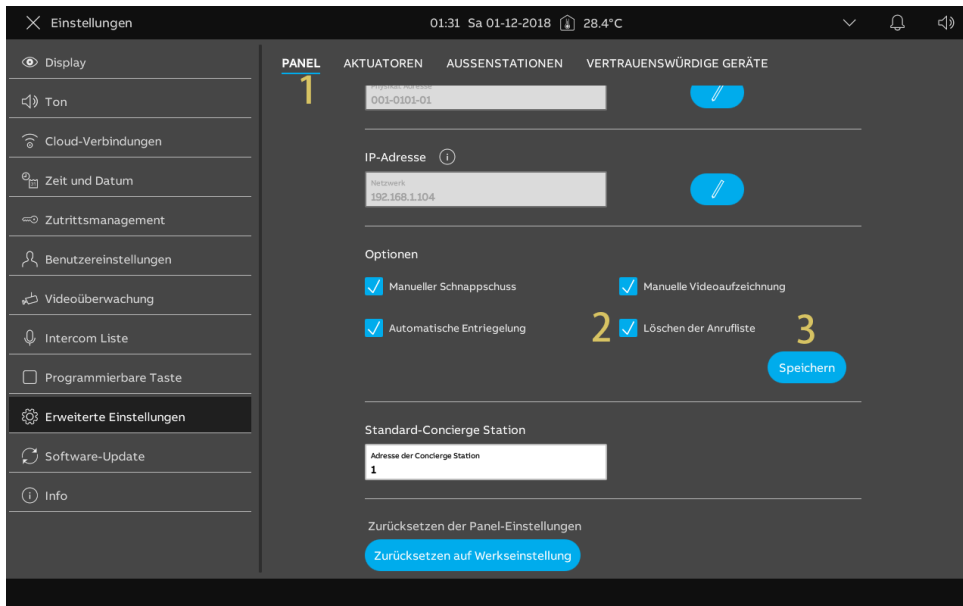 Einstellungen
01:31 Sa 01-12-2018 28.4°C
Display
Ton
Cloud-Verbindungen
Zeit und Datum
Zutrittsmanagement
Benutzereinstellungen
Videoüberwachung
Intercom Liste
Programmierbare Taste
Erweiterte Einstellungen
Software-Update
Info
PANEL AKTUATOREN AUSSENSTATIONEN VERTRAUENSWÜRDIGE GERÄTE
1
001-0101-01
IP-Adresse
Netzwerk
192.168.1.104
Optionen
Manueller Schnappschuss Manuelle Videoaufzeichnung
Automatische Entriegelung 2 Löschen der Anrufliste 3
Speichern
Standard-Concierge Station
Adresse der Concierge Station
1
Zurücksetzen der Panel-Einstellungen
Zurücksetzen auf Werkseinstellung